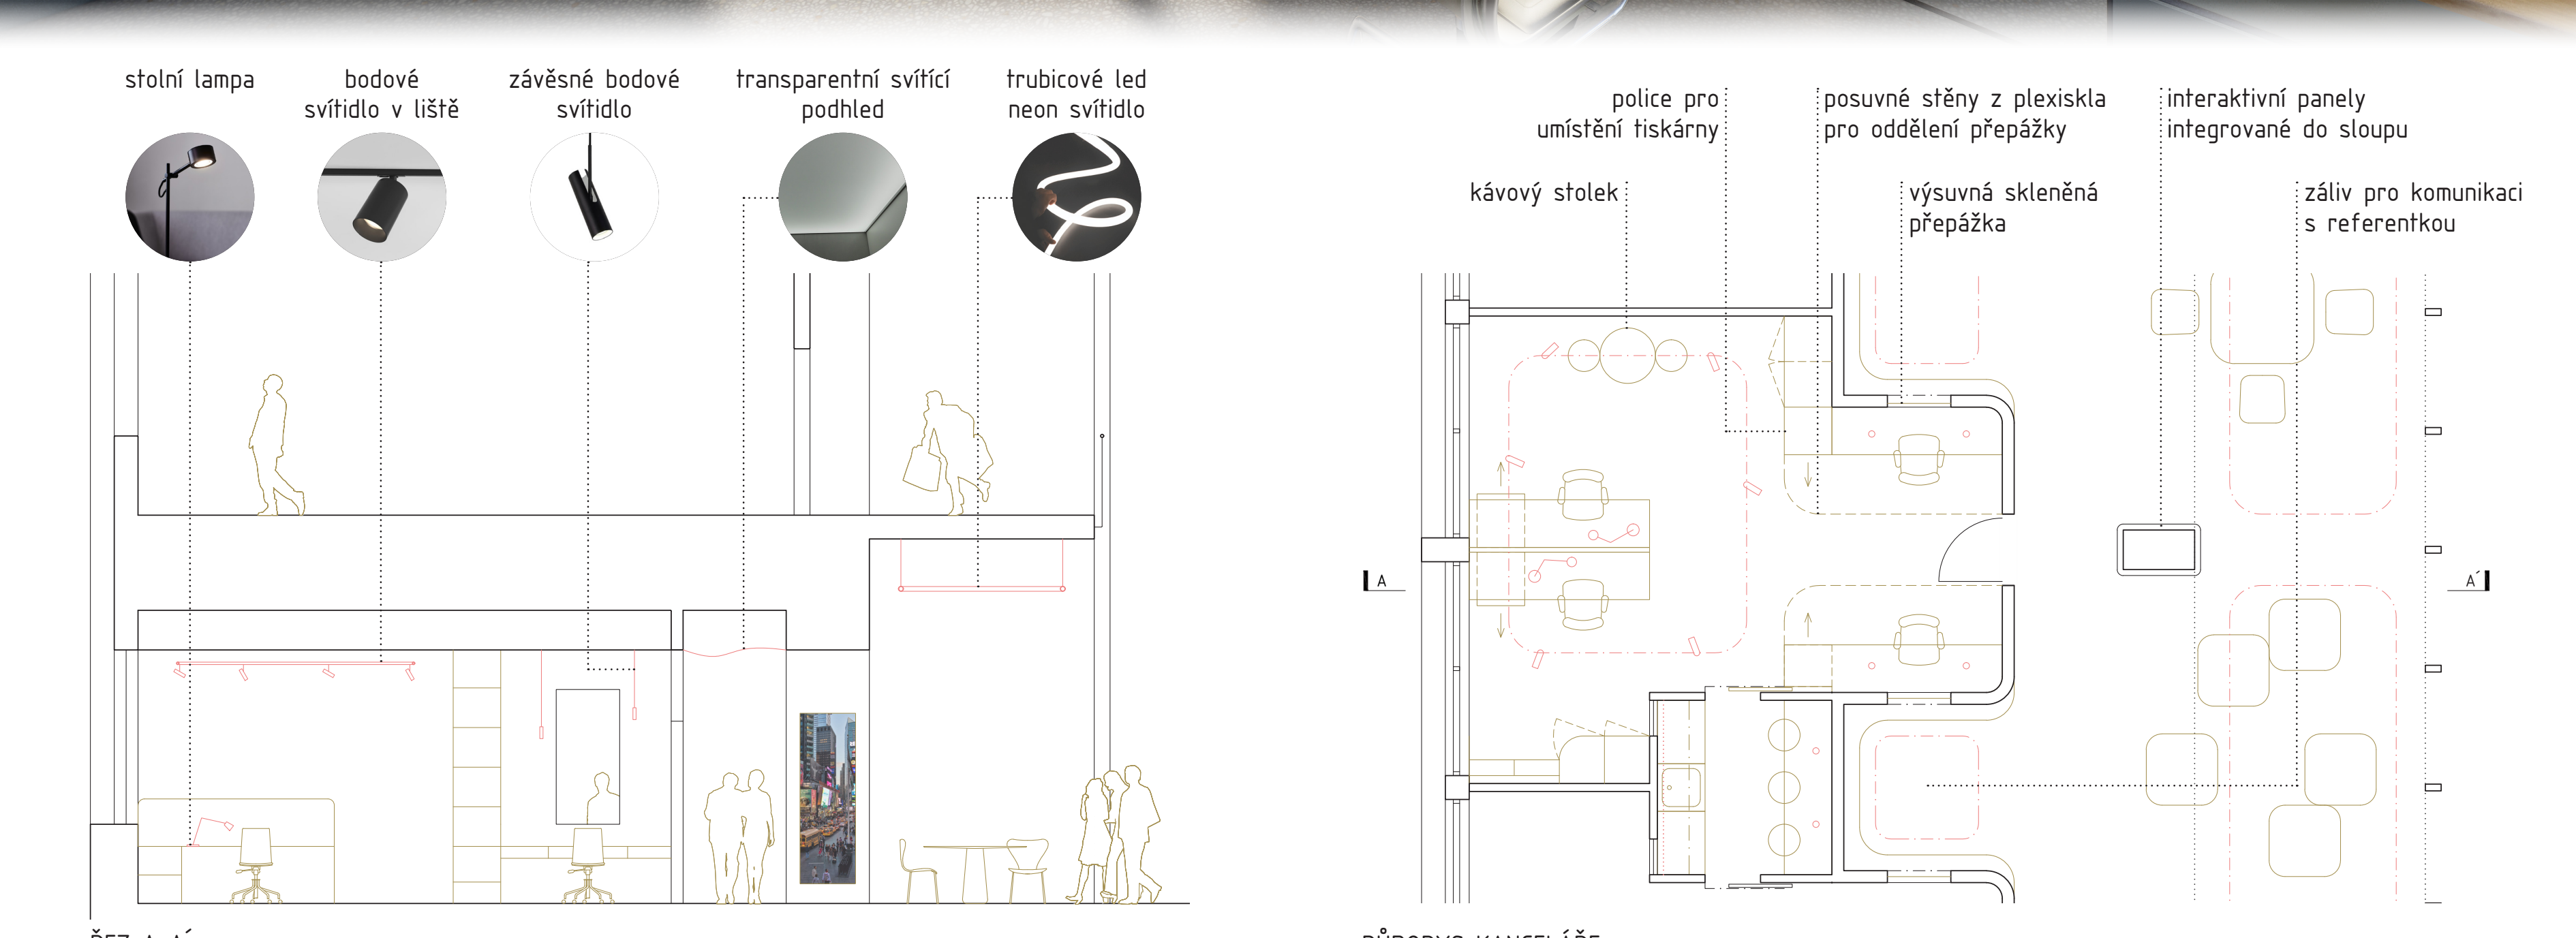 stolní lampa
bodové
svítidlo v liště
závěsné bodové
svítidlo
transparentní svítící
podhled
trubicové led
neon svítidlo
police pro
umístění tiskárny
posuvné stěny z plexiskla
pro oddělení přepážky
interaktivní panely
integrované do sloupu
kávový stolek
výsuvná skleněná
přepážka
záliv pro komunikaci
s referentkou
A
A´